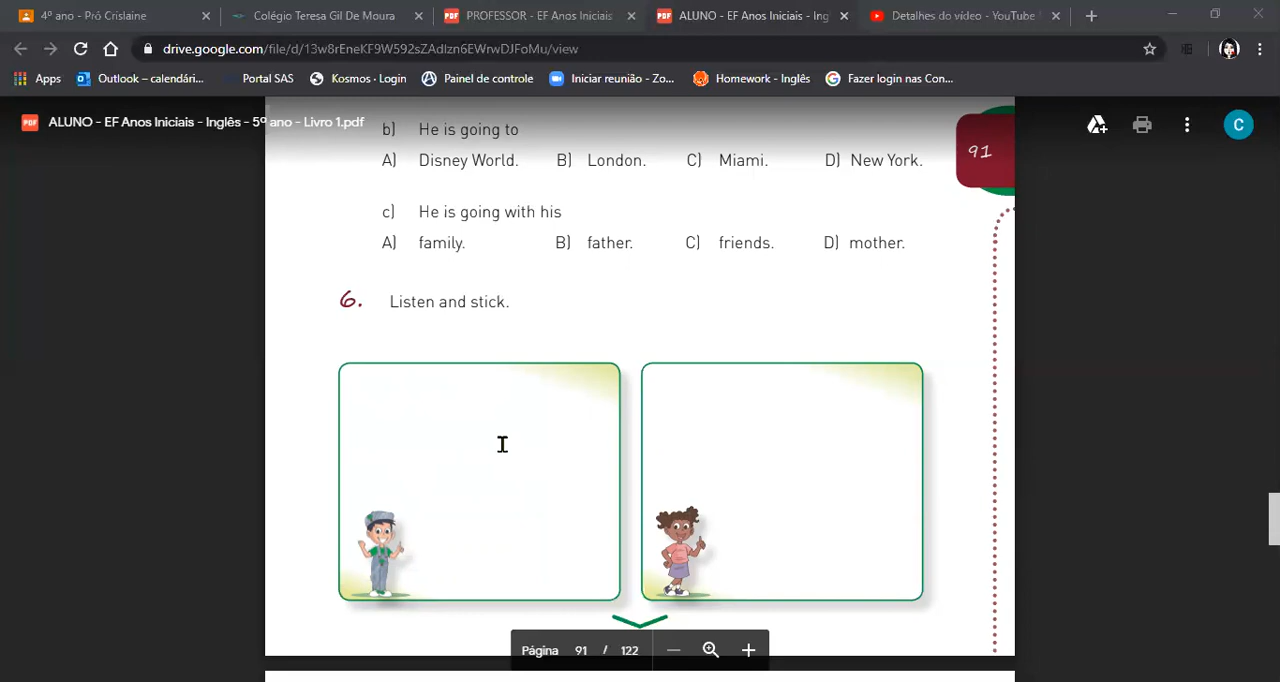 4º ano - Pró Crislaine
Colégio Teresa Gil De Moura
PROFESSOR - EF Anos Iniciais
ALUNO - EF Anos Iniciais - Ing
Detalhes do vídeo - YouTube
drive.google.com/file/d/13w8rEneKF9W592sZAdIzn6EWrwDJFoMu/view
Apps
Outlook – calendári...
Portal SAS
Kosmos · Login
Painel de controle
Iniciar reunião - Zo...
Homework - Inglês
Fazer login nas Con...
PDF ALUNO - EF Anos Iniciais - Inglês - 5º ano - Livro 1.pdf
C
b) He is going to
A) Disney World. B) London. C) Miami. D) New York.
91
c) He is going with his
A) family. B) father. C) friends. D) mother.
6. Listen and stick.
Página 91 / 122